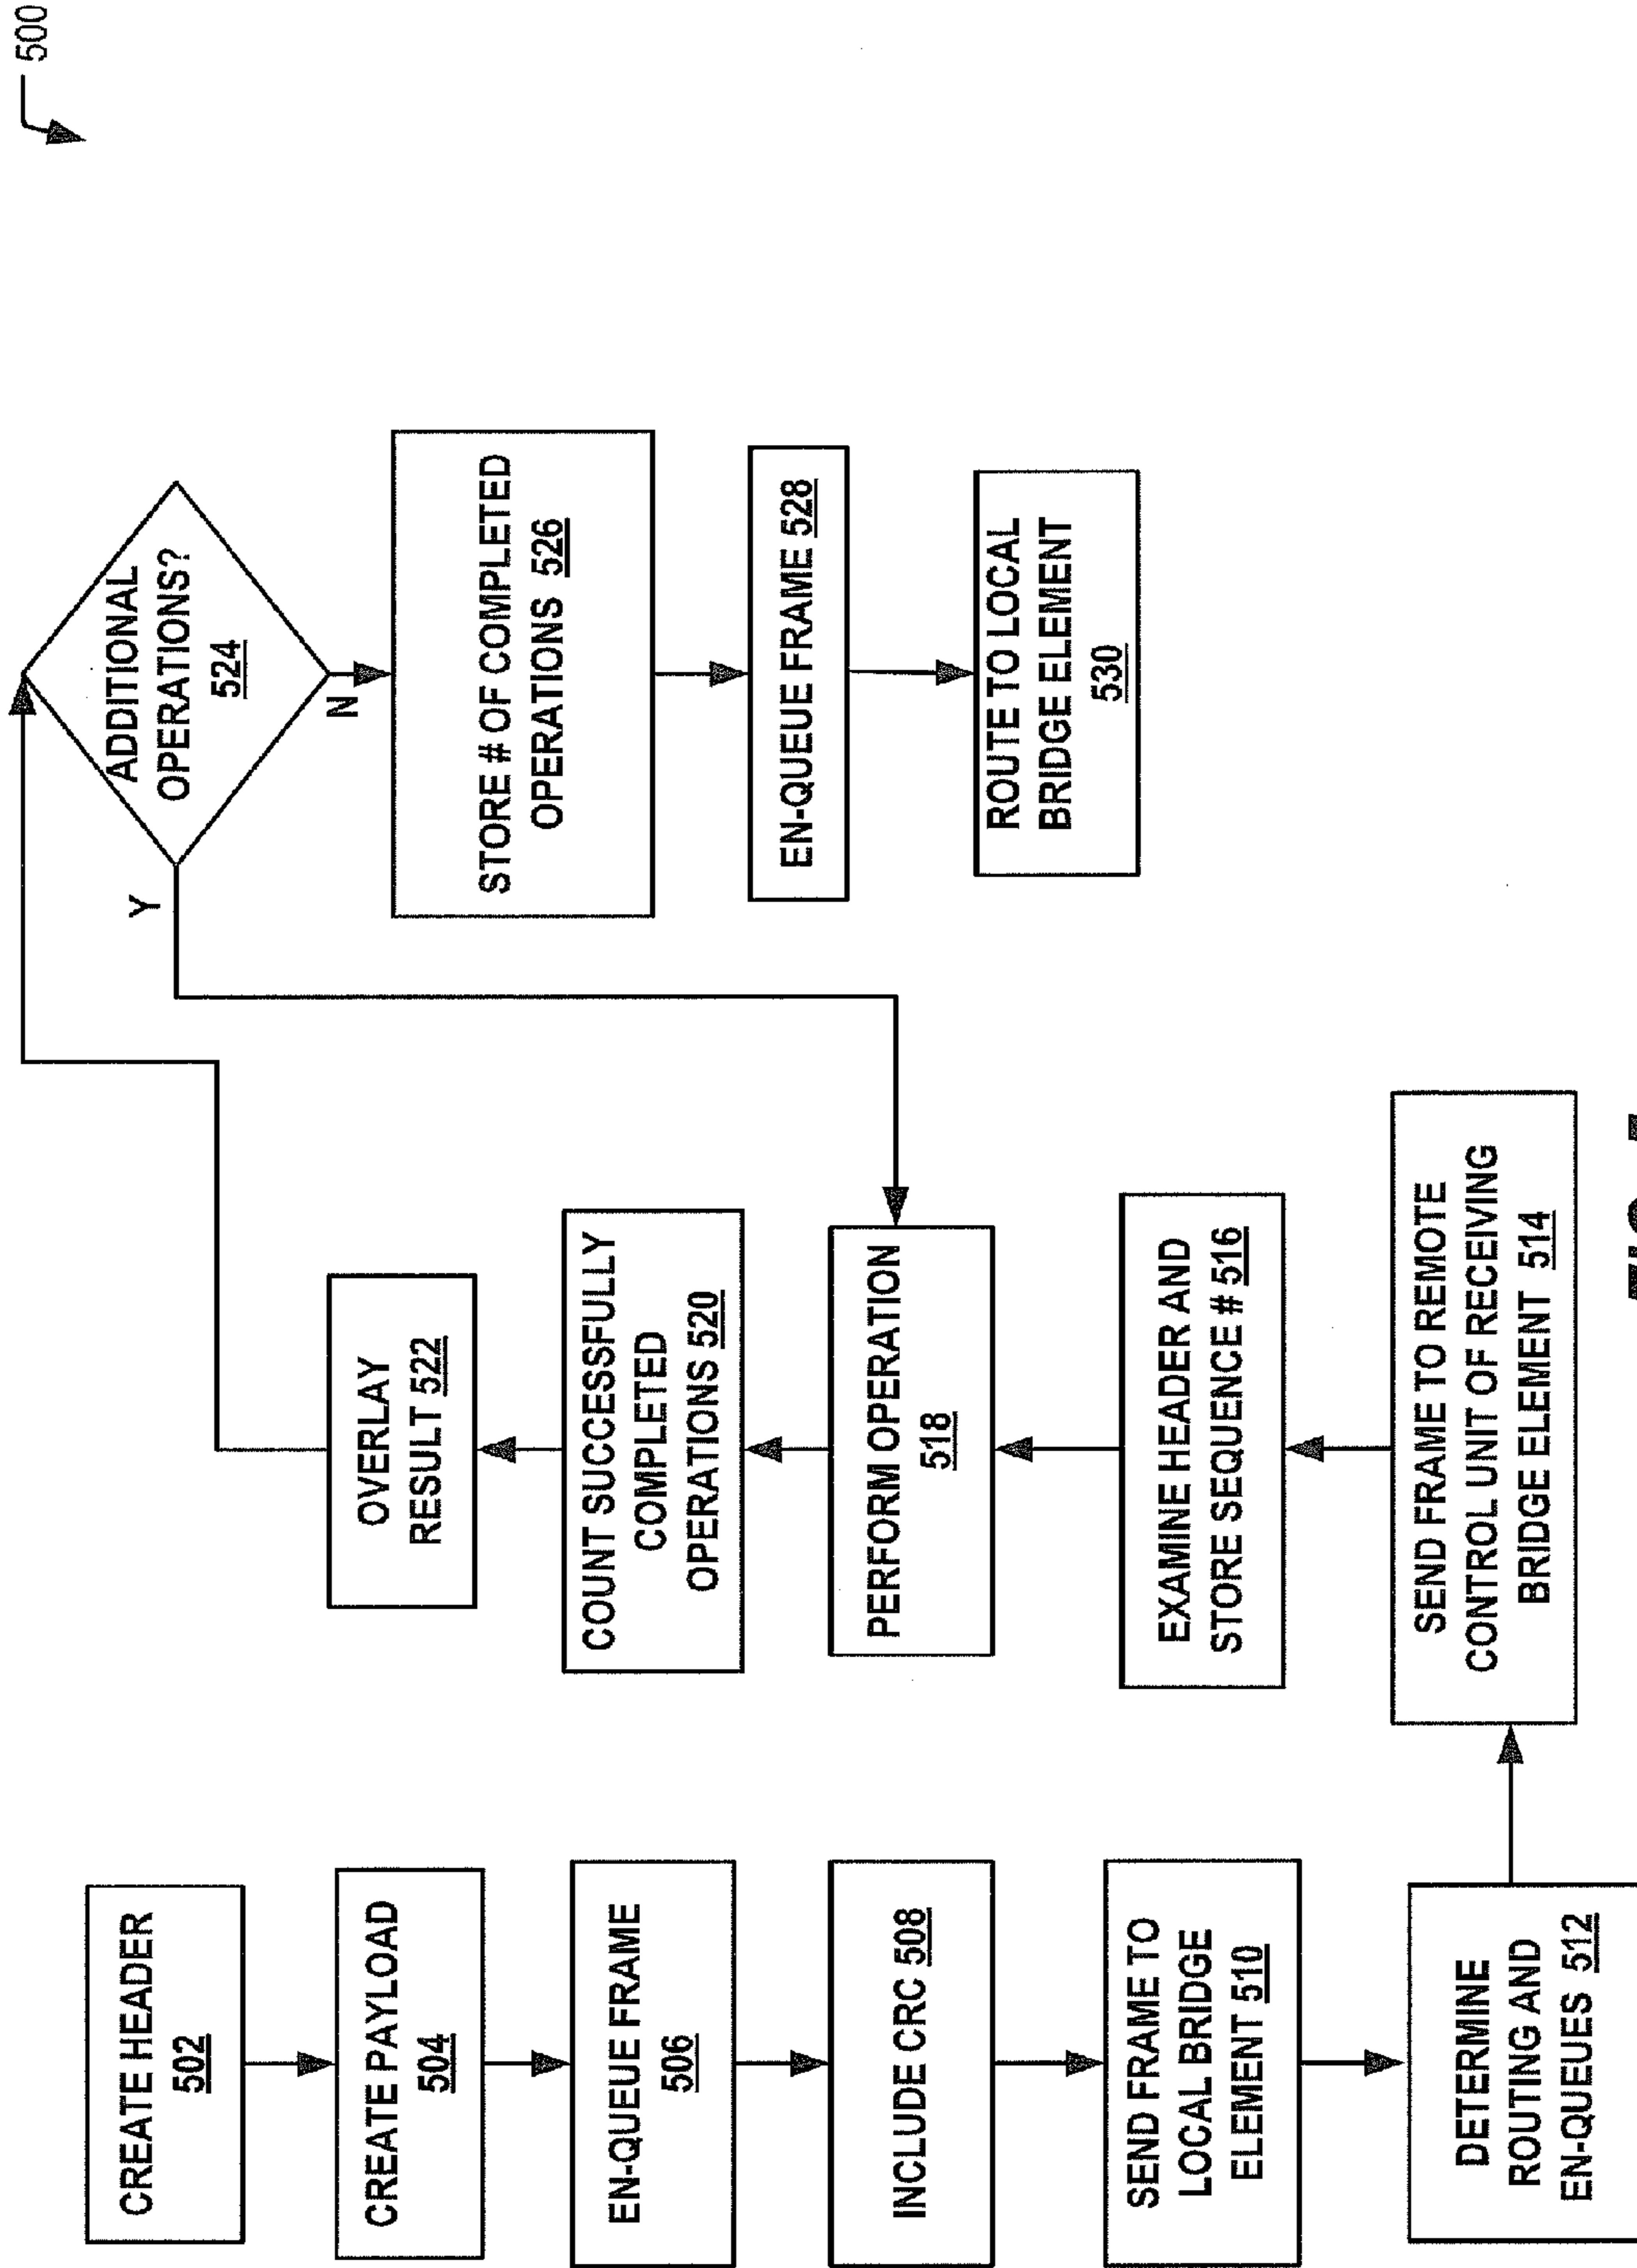 500
CREATE HEADER
502
CREATE PAYLOAD
504
EN-QUEUE FRAME
506
INCLUDE CRC 508
SEND FRAME TO
LOCAL BRIDGE
ELEMENT 510
DETERMINE
ROUTING AND
EN-QUEUES 512
SEND FRAME TO REMOTE
CONTROL UNIT OF RECEIVING
BRIDGE ELEMENT 514
EXAMINE HEADER AND
STORE SEQUENCE # 516
PERFORM OPERATION
518
COUNT SUCCESSFULLY
COMPLETED
OPERATIONS 520
OVERLAY
RESULT 522
ADDITIONAL
OPERATIONS?
524
Y
N
STORE # OF COMPLETED
OPERATIONS 526
EN-QUEUE FRAME 528
ROUTE TO LOCAL
BRIDGE ELEMENT
530